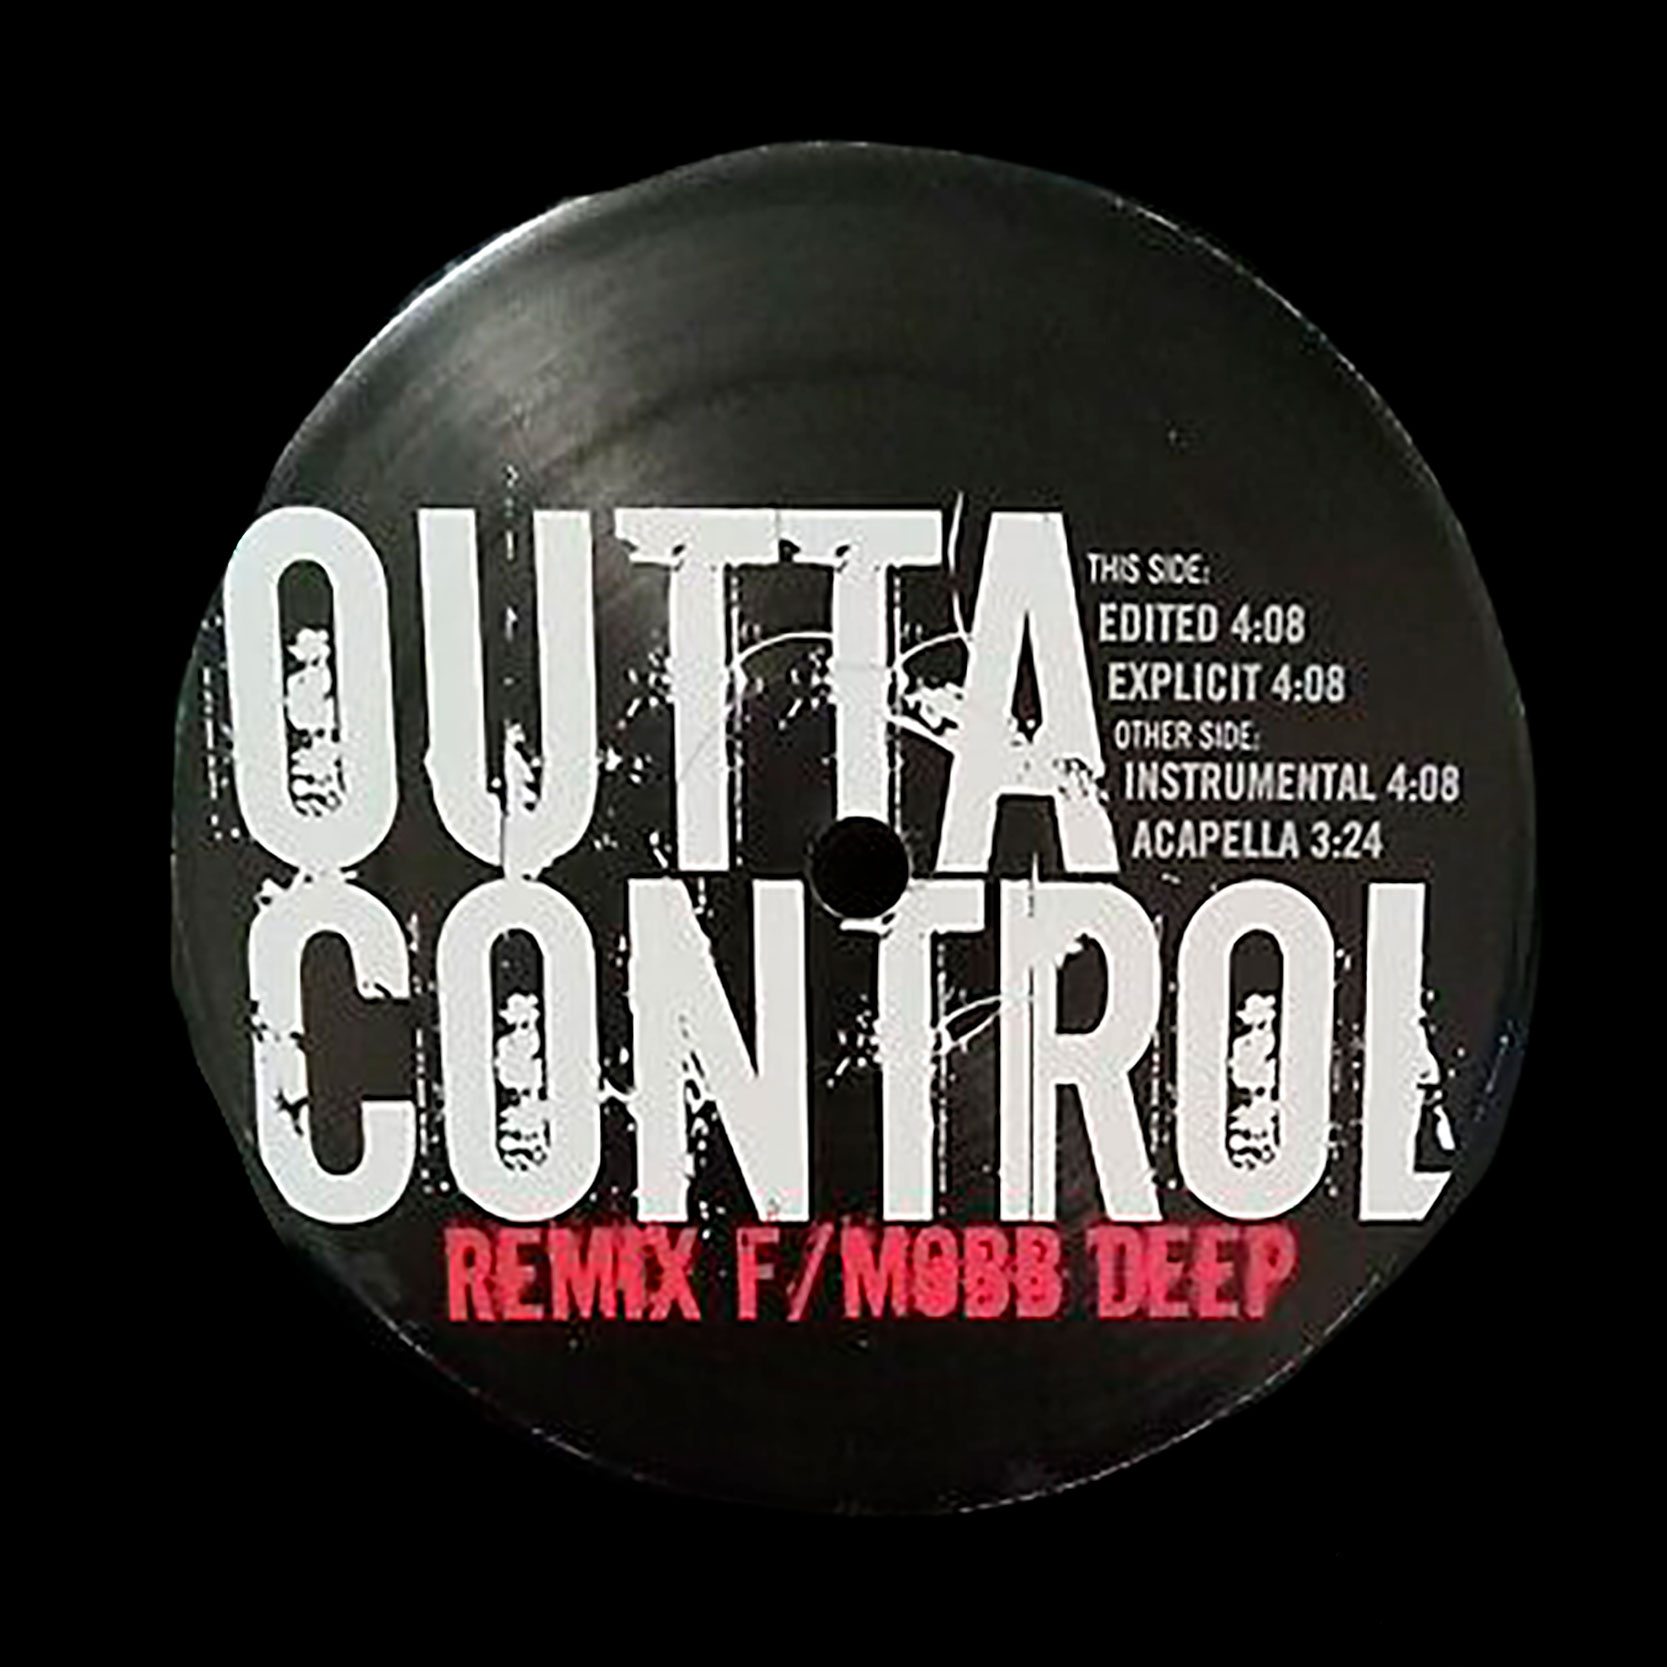 OUTTA
THIS SIDE:
EDITED 4:08
EXPLICIT 4:08
OTHER SIDE:
INSTRUMENTAL 4:08
ACAPELLA 3:24
CONTROL
REMIX F/MOBB DEEP